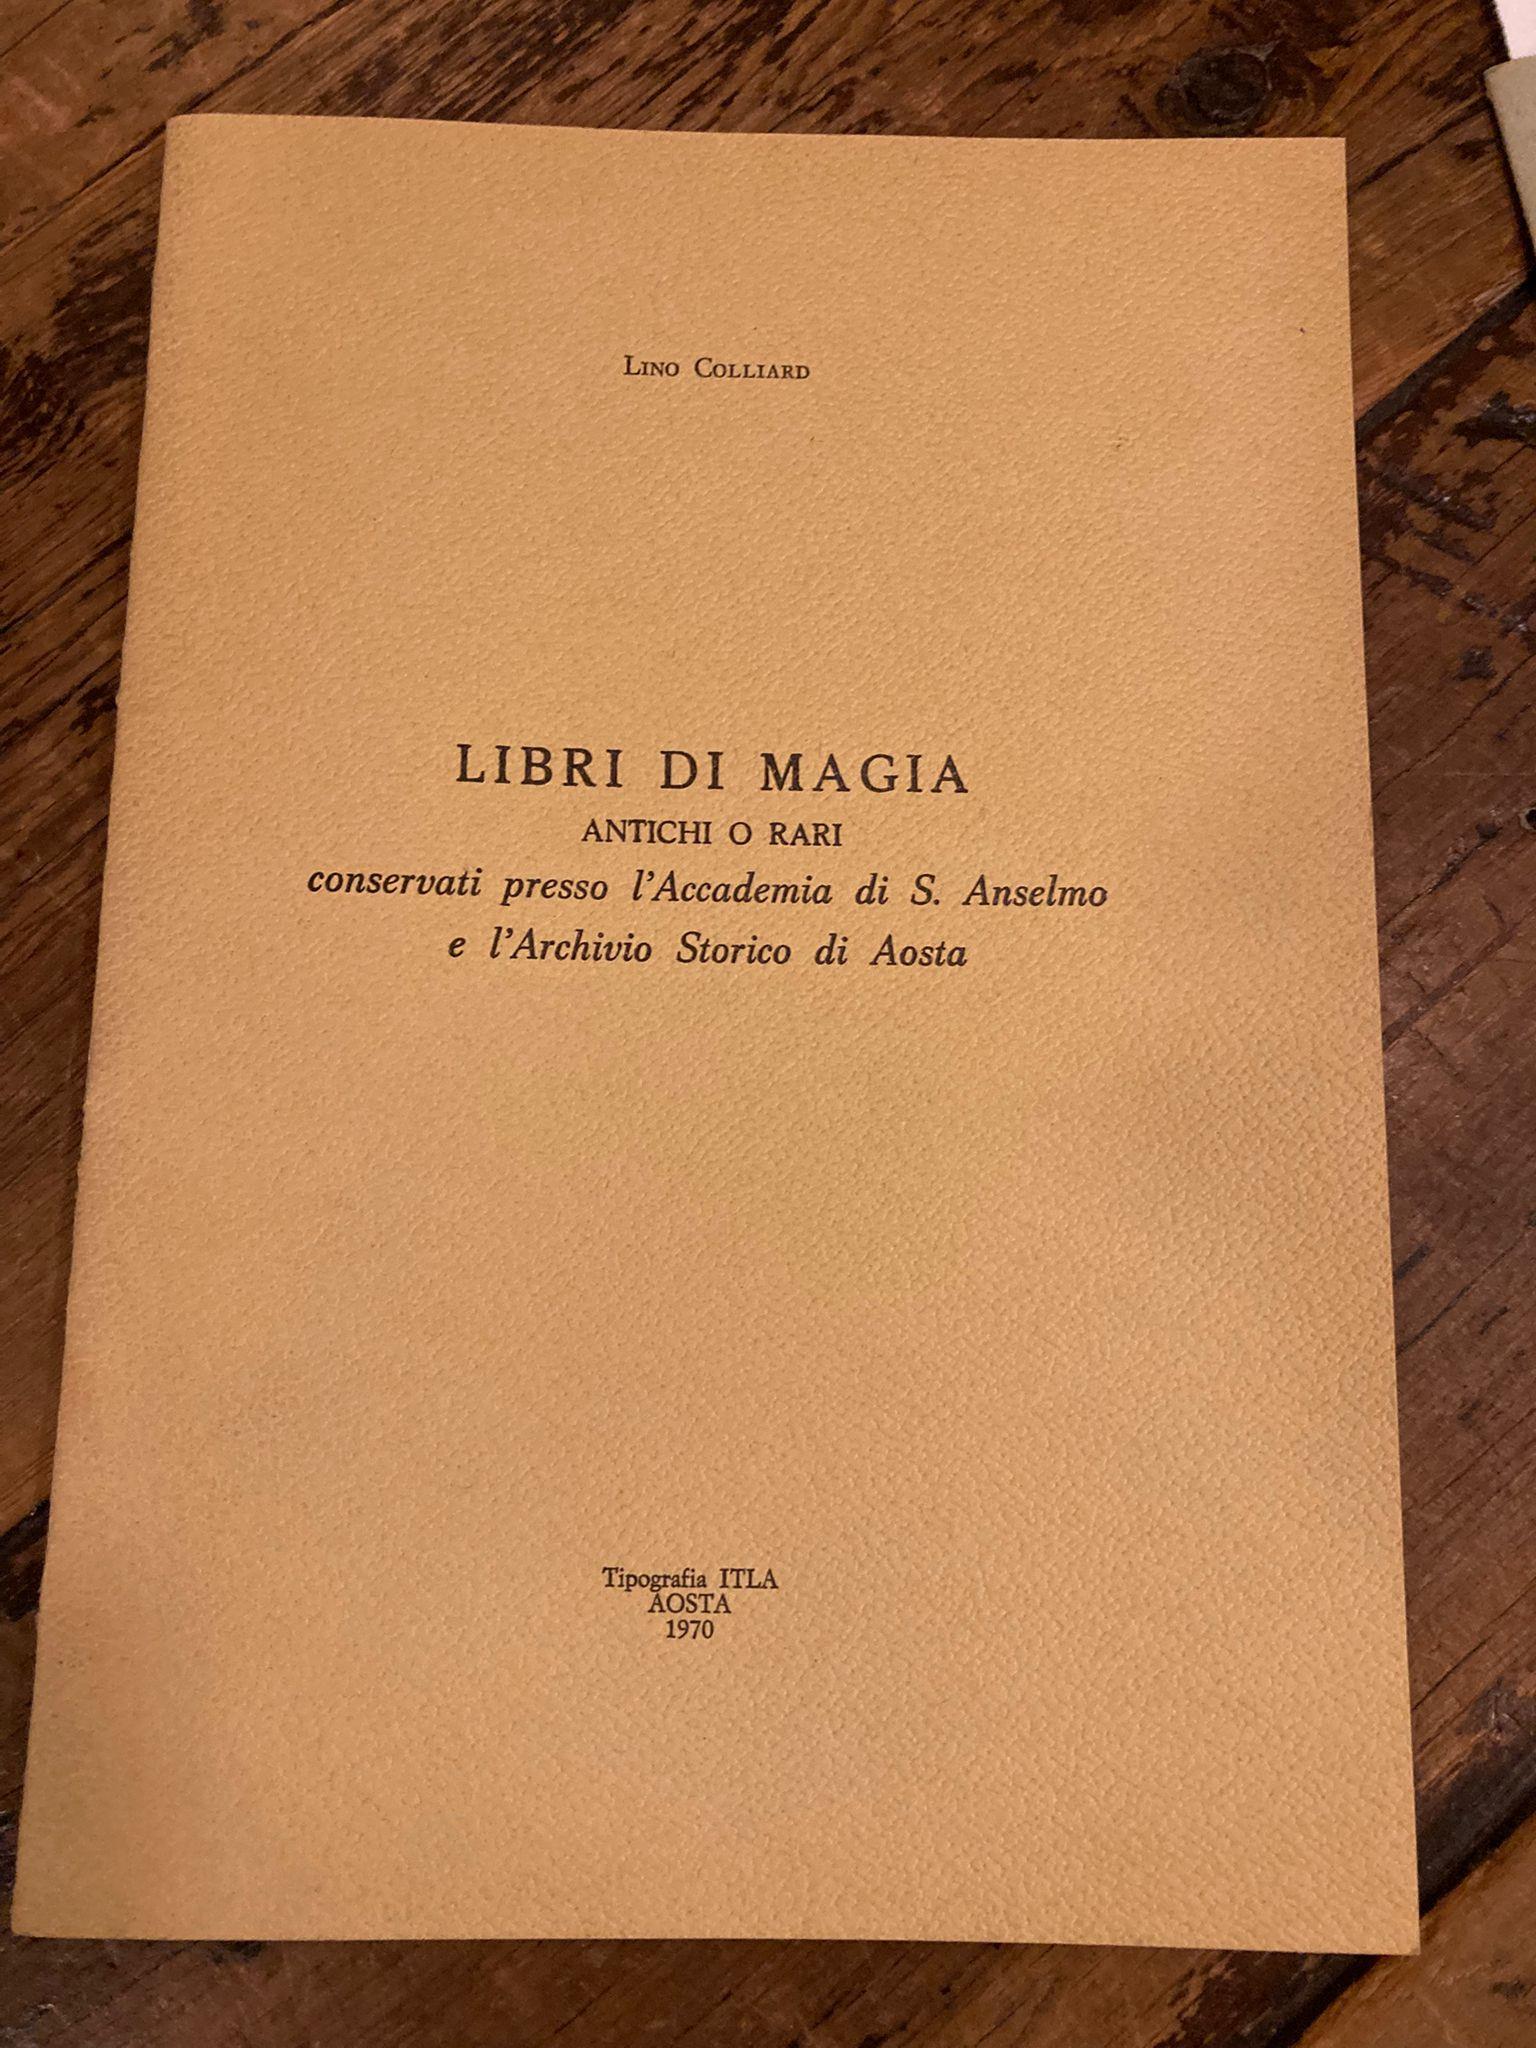 Lino Colliard
LIBRI DI MAGIA
ANTICHI O RARI
conservati presso l'Accademia di S. Anselmo
e l'Archivio Storico di Aosta
Tipografia ITLA
AOSTA
1970